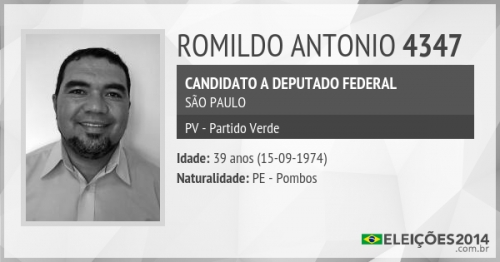 ROMILDO ANTONIO 4347
CANDIDATO A DEPUTADO FEDERAL
SÃO PAULO
PV - Partido Verde
Idade: 39 anos (15-09-1974)
Naturalidade: PE - Pombos
ELEIÇÕES2014
.com.br